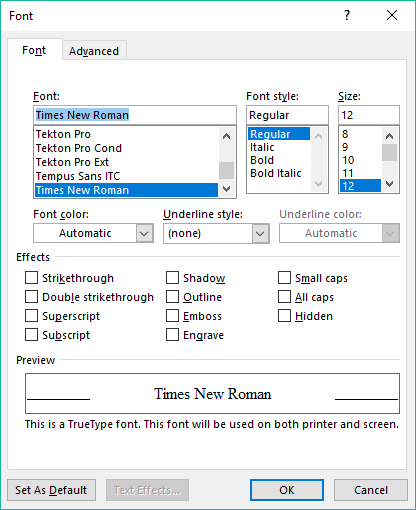 Font ?
Font Advanced
Font: Font style: Size:
Times New Roman Regular 12
Tekton Pro Regular 8
Tekton Pro Cond Italic 9
Tekton Pro Ext Bold 10
Tempus Sans ITC Bold Italic 11
Times New Roman 12
Font color: Underline style: Underline color:
Automatic (none) Automatic
Effects
Strikethrough Shadow Small caps
Double strikethrough Outline All caps
Superscript Emboss Hidden
Subscript Engrave
Preview
Times New Roman
This is a TrueType font. This font will be used on both printer and screen.
Set As Default Text Effects... OK Cancel